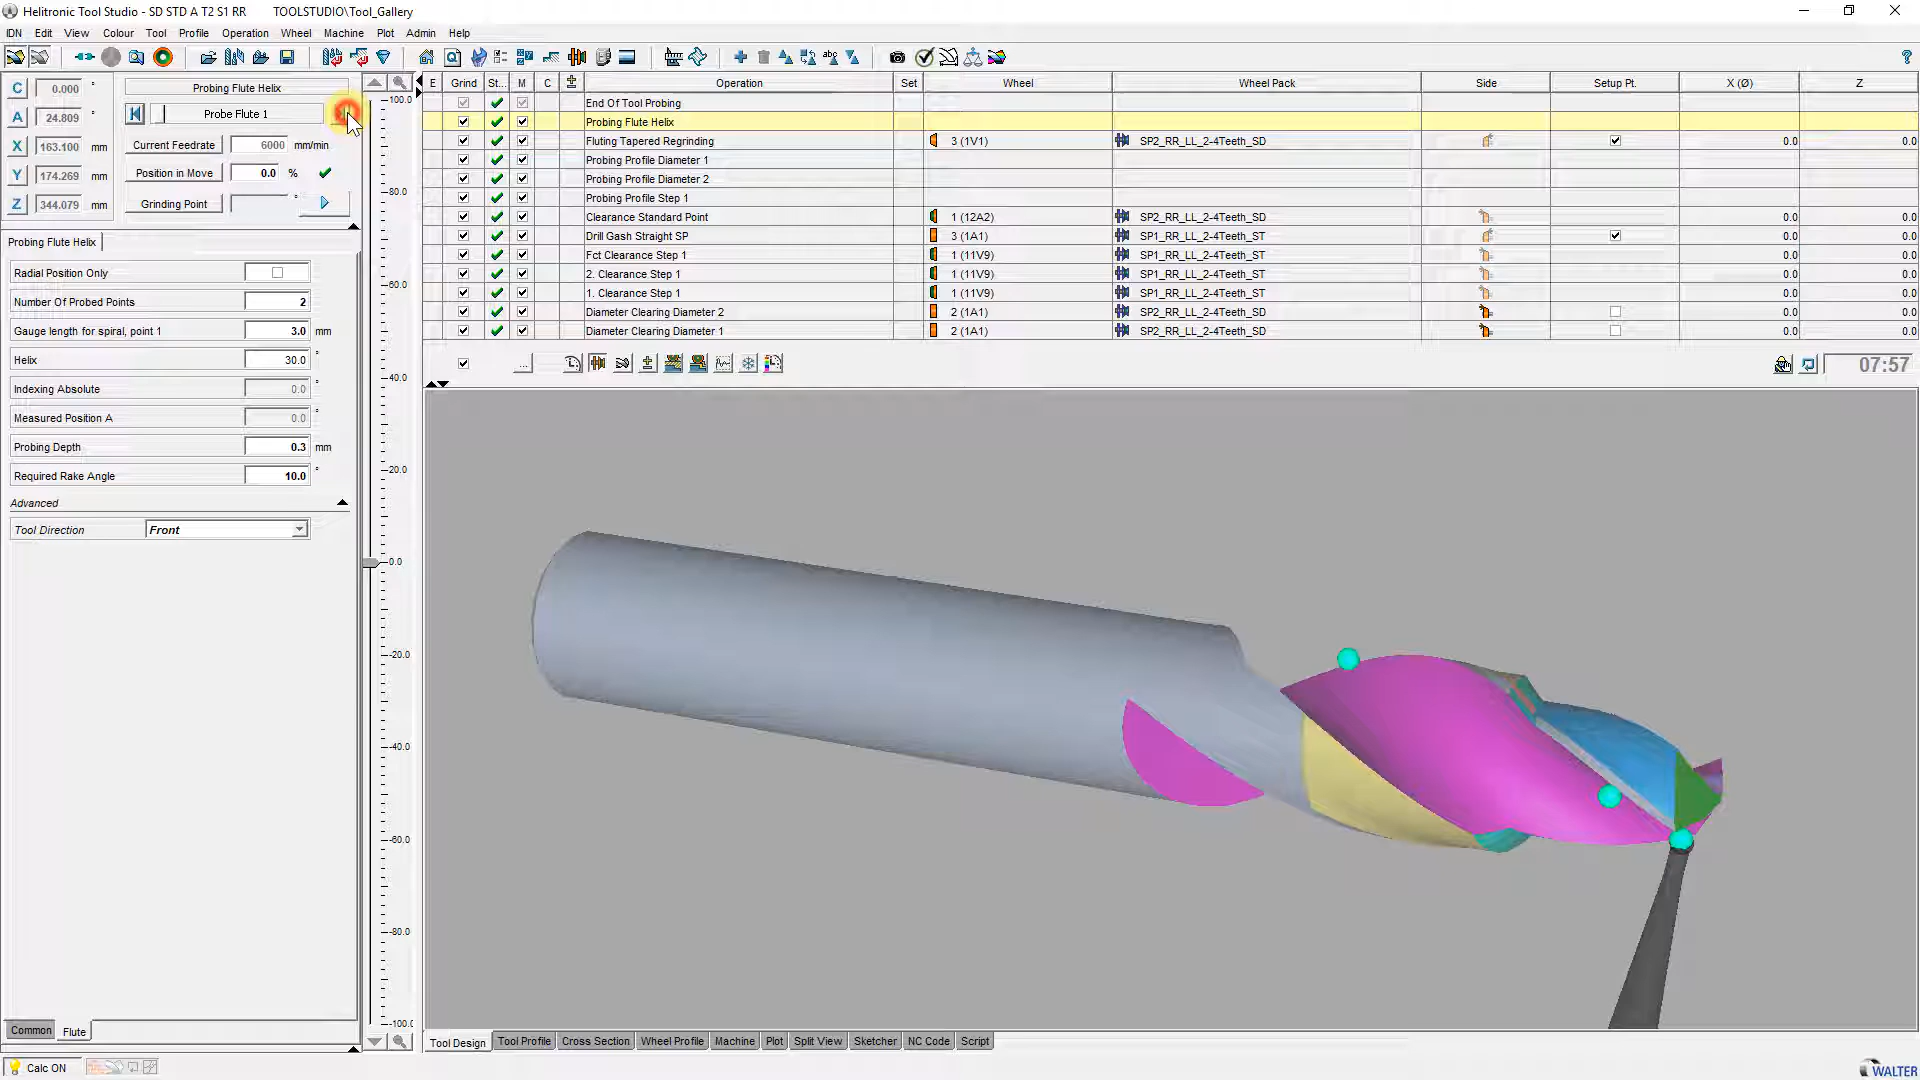 Helitronic Tool Studio - SD STD A T2 S1 RR TOOLSTUDIO\Tool_Gallery
IDN Edit View Colour Tool Profile Operation Wheel Machine Plot Admin Help
C 0.000 °
A 24.809 °
X 163.100 mm
Y 174.269 mm
Z 344.079 mm
Probing Flute Helix
Probe Flute 1
Current Feedrate 6000 mm/min
Position in Move 0.0 %
Grinding Point °
Probing Flute Helix
Radial Position Only
Number Of Probed Points 2
Gauge length for spiral, point 1 3.0 mm
Helix 30.0 °
Indexing Absolute 0.0 °
Measured Position A 0.0 °
Probing Depth 0.3 mm
Required Rake Angle 10.0 °
Advanced
Tool Direction Front
Common Flute
Calc ON
100.0
80.0
60.0
40.0
20.0
0.0
-20.0
-40.0
-60.0
-80.0
-100.0
E Grind St... M C Operation Set Wheel Wheel Pack Side Setup Pt. X (Ø) Z
End Of Tool Probing
Probing Flute Helix
Fluting Tapered Regrinding 3 (1V1) SP2_RR_LL_2-4Teeth_SD 0.0 0.0
Probing Profile Diameter 1
Probing Profile Diameter 2
Probing Profile Step 1
Clearance Standard Point 1 (12A2) SP2_RR_LL_2-4Teeth_SD 0.0 0.0
Drill Gash Straight SP 3 (1A1) SP1_RR_LL_2-4Teeth_ST 0.0 0.0
Fct Clearance Step 1 1 (11V9) SP1_RR_LL_2-4Teeth_ST 0.0 0.0
2. Clearance Step 1 1 (11V9) SP1_RR_LL_2-4Teeth_ST 0.0 0.0
1. Clearance Step 1 1 (11V9) SP1_RR_LL_2-4Teeth_ST 0.0 0.0
Diameter Clearing Diameter 2 2 (1A1) SP2_RR_LL_2-4Teeth_SD 0.0 0.0
Diameter Clearing Diameter 1 2 (1A1) SP2_RR_LL_2-4Teeth_SD 0.0 0.0
... 07:57
Tool Design Tool Profile Cross Section Wheel Profile Machine Plot Split View Sketcher NC Code Script
WALTER